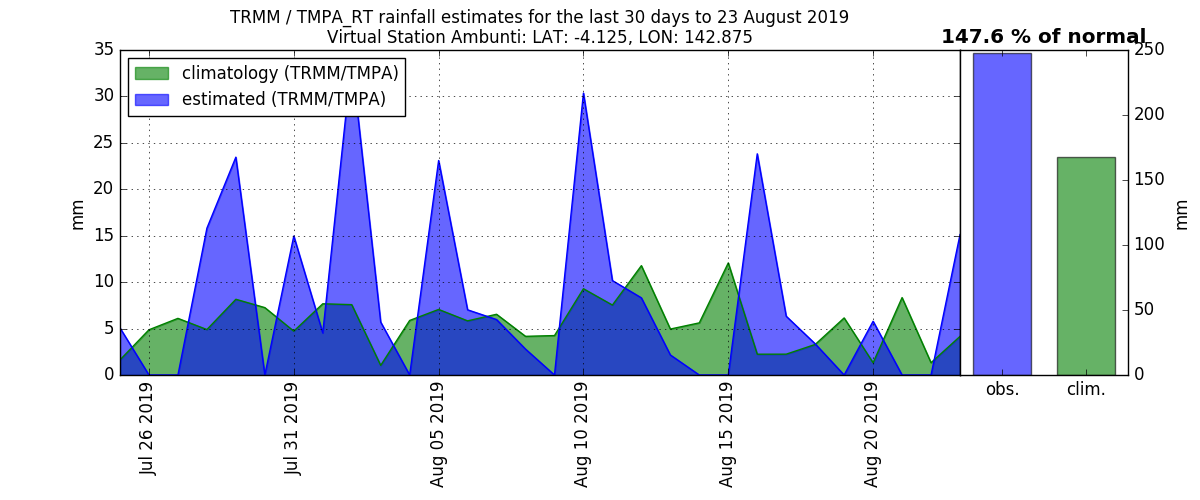 TRMM / TMPA_RT rainfall estimates for the last 30 days to 23 August 2019
Virtual Station Ambunti: LAT: -4.125, LON: 142.875
147.6 % of normal
climatology (TRMM/TMPA)
estimated (TRMM/TMPA)
35
30
25
20
15
10
5
0
mm
Jul 26 2019
Jul 31 2019
Aug 05 2019
Aug 10 2019
Aug 15 2019
Aug 20 2019
obs.
clim.
250
200
150
100
50
0
mm